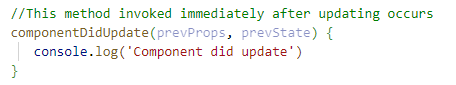 //This method invoked immediately after updating occurs
componentDidUpdate(prevProps, prevState) {
console.log('Component did update')
}